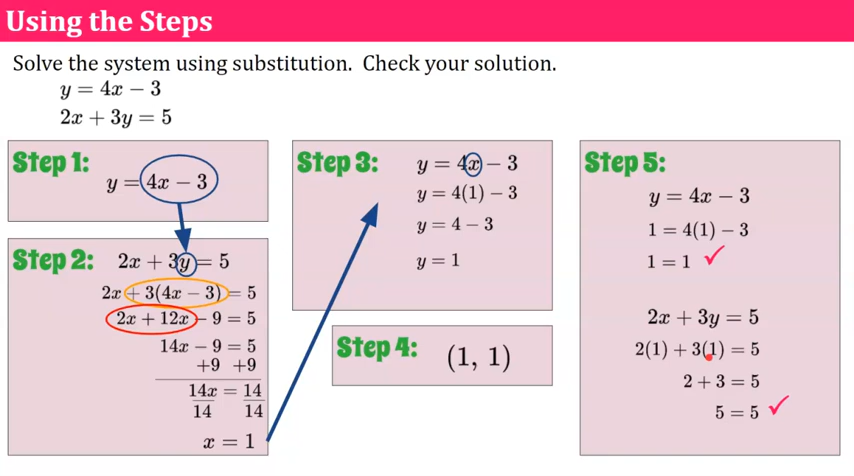 Using the Steps
Solve the system using substitution.  Check your solution.
y = 4x − 3
2x + 3y = 5
Step 1:
y = 4x − 3
Step 2:
2x + 3y = 5
2x + 3(4x − 3) = 5
2x + 12x − 9 = 5
14x − 9 = 5
+9 +9
14x = 14
14 14
x = 1
Step 3:
y = 4x − 3
y = 4(1) − 3
y = 4 − 3
y = 1
Step 4:
(1, 1)
Step 5:
y = 4x − 3
1 = 4(1) − 3
1 = 1 ✓
2x + 3y = 5
2(1) + 3(1) = 5
2 + 3 = 5
5 = 5 ✓